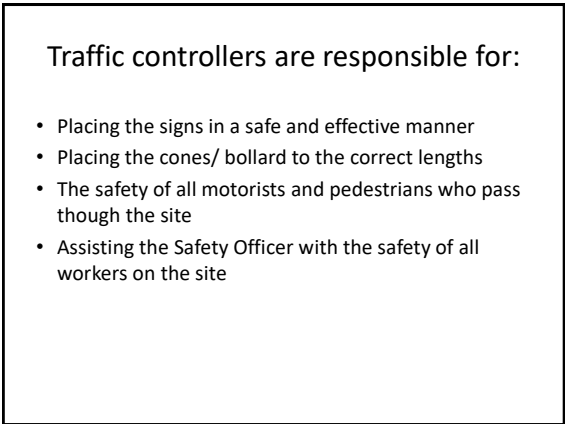 Traffic controllers are responsible for:
• Placing the signs in a safe and effective manner
• Placing the cones/ bollard to the correct lengths
• The safety of all motorists and pedestrians who pass
though the site
• Assisting the Safety Officer with the safety of all
workers on the site